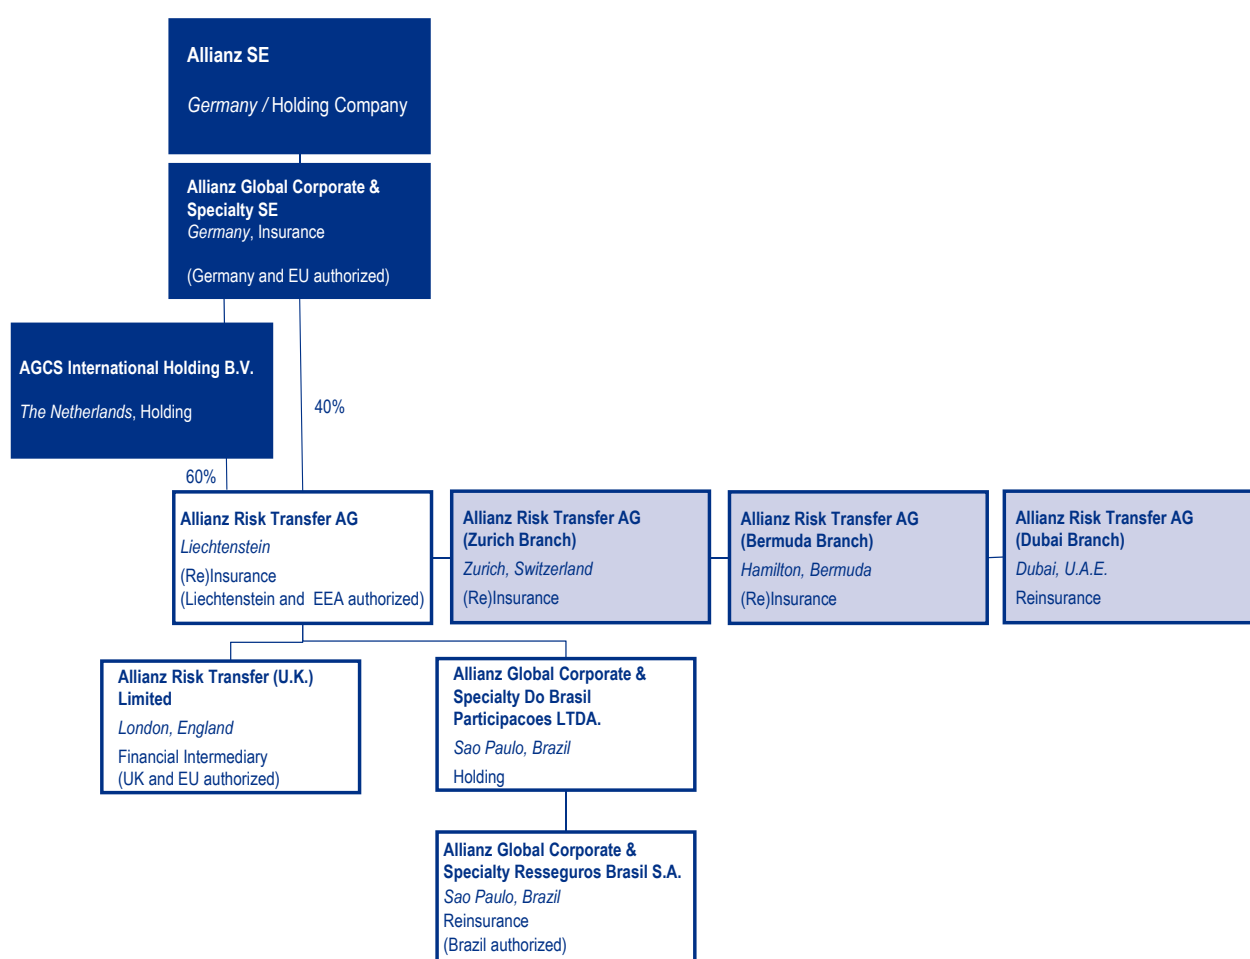 Allianz SE
Germany / Holding Company
Allianz Global Corporate &
Specialty SE
Germany, Insurance
(Germany and EU authorized)
AGCS International Holding B.V.
The Netherlands, Holding
40%
60%
Allianz Risk Transfer AG
Liechtenstein
(Re)Insurance
(Liechtenstein and EEA authorized)
Allianz Risk Transfer AG
(Zurich Branch)
Zurich, Switzerland
(Re)Insurance
Allianz Risk Transfer AG
(Bermuda Branch)
Hamilton, Bermuda
(Re)Insurance
Allianz Risk Transfer AG
(Dubai Branch)
Dubai, U.A.E.
Reinsurance
Allianz Risk Transfer (U.K.)
Limited
London, England
Financial Intermediary
(UK and EU authorized)
Allianz Global Corporate &
Specialty Do Brasil
Participacoes LTDA.
Sao Paulo, Brazil
Holding
Allianz Global Corporate &
Specialty Resseguros Brasil S.A.
Sao Paulo, Brazil
Reinsurance
(Brazil authorized)